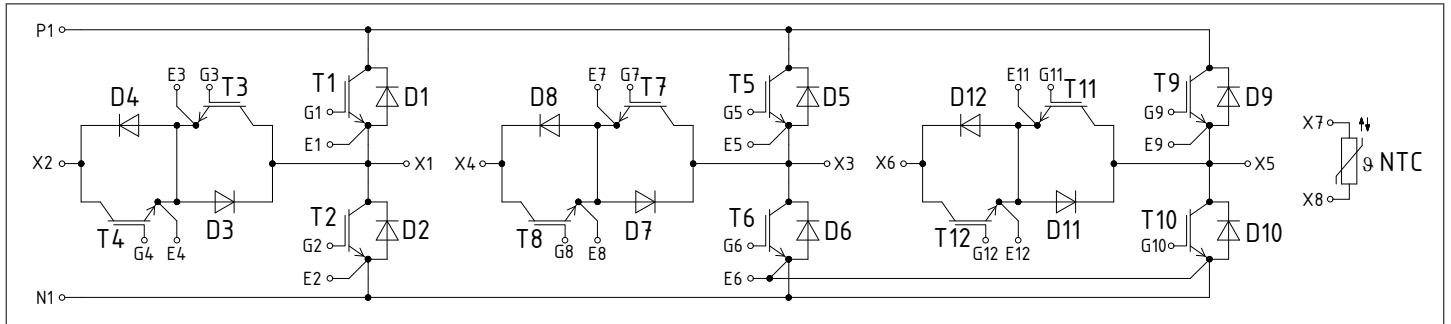 P1
E3 G3 T3 T1 D1
D4 G1
E1
X2 X1
T4 G4 E4 D3
T2 D2
G2
E2
N1
E7 G7 T7 T5 D5
D8 G5
E5
X4 X3
T8 G8 E8 D7
T6 D6
G6
E6
E11 G11 T11 T9 D9
D12 G9
E9
X6 X5
T12 G12 E12 D11
T10 D10
G10
X7
ϑ NTC
X8